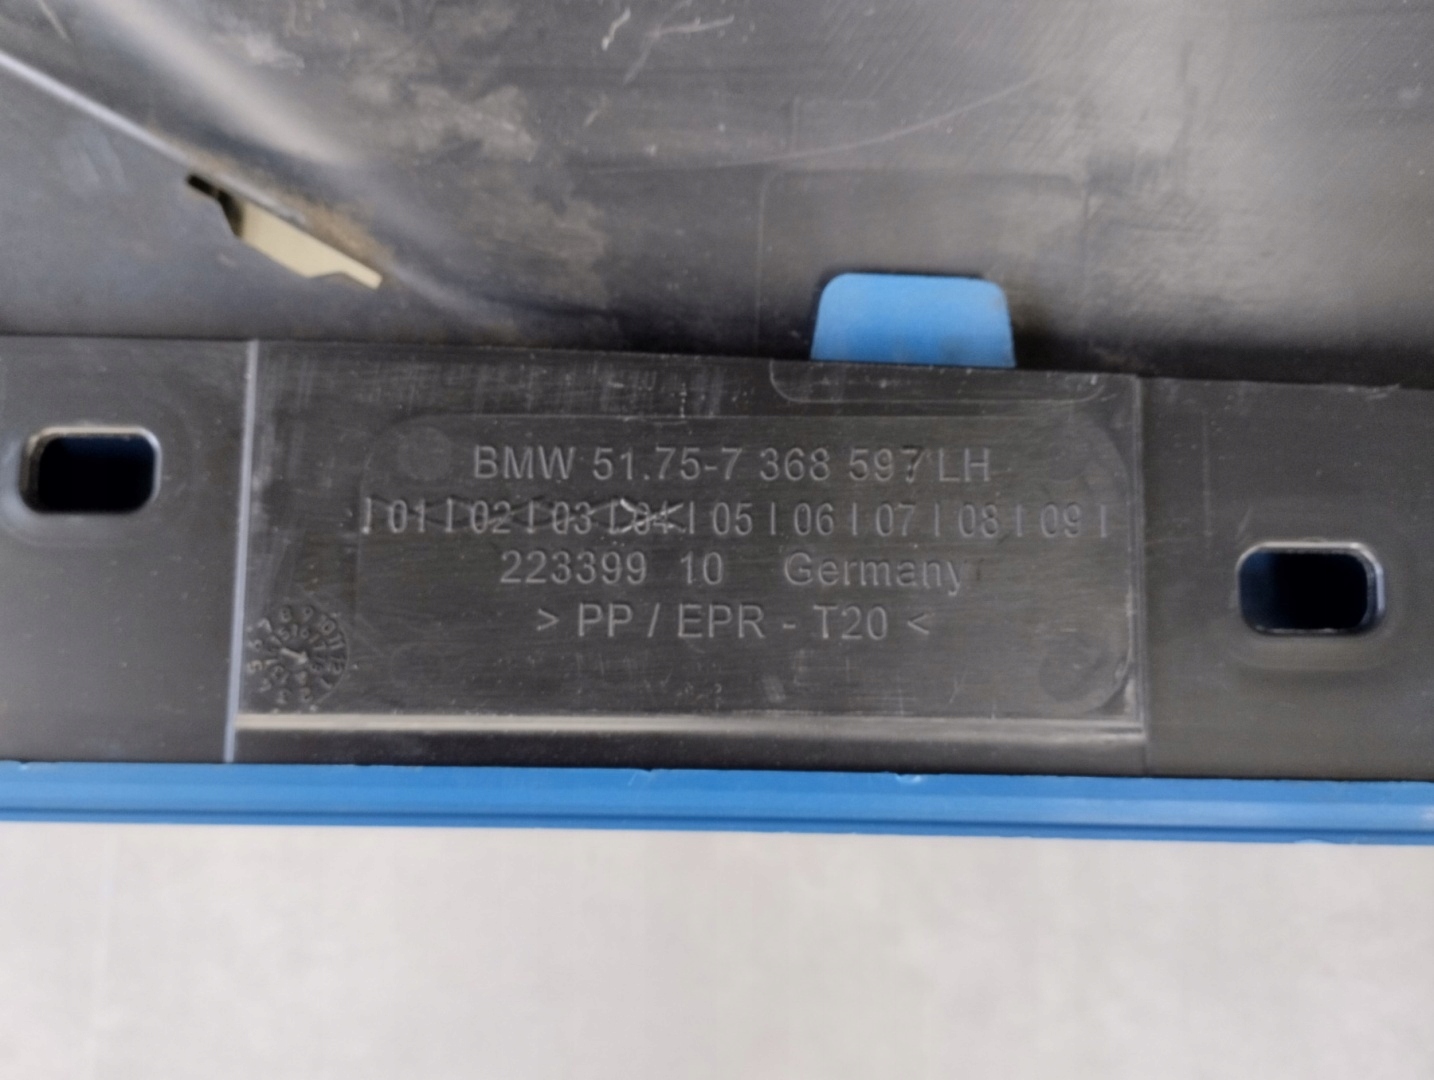 BMW 51.75-7 368 597 LH
| 01 | 02 | 03 | 04 | 05 | 06 | 07 | 08 | 09 |
223399 10 Germany
> PP / EPR - T20 <